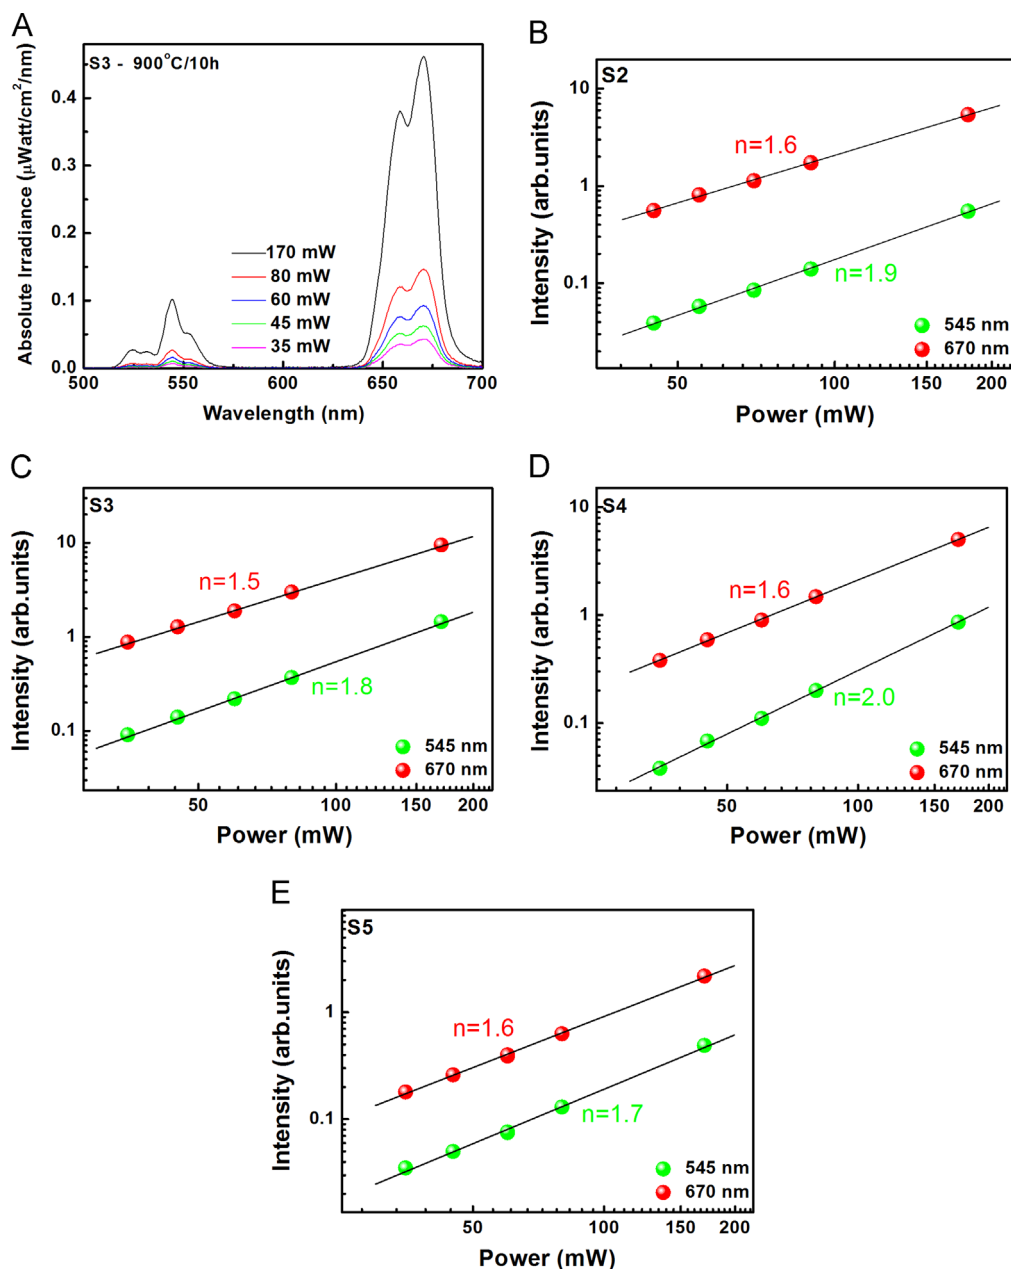 A
S3 - 900°C/10h
Absolute Irradiance (μWatt/cm²/nm)
0.4
0.3
0.2
0.1
0.0
170 mW
80 mW
60 mW
45 mW
35 mW
500 550 600 650 700
Wavelength (nm)
B
S2
Intensity (arb.units)
10
1
0.1
n=1.6
n=1.9
545 nm
670 nm
50 100 150 200
Power (mW)
C
S3
Intensity (arb.units)
10
1
0.1
n=1.5
n=1.8
545 nm
670 nm
50 100 150 200
Power (mW)
D
S4
Intensity (arb.units)
10
1
0.1
n=1.6
n=2.0
545 nm
670 nm
50 100 150 200
Power (mW)
E
S5
Intensity (arb.units)
1
0.1
n=1.6
n=1.7
545 nm
670 nm
50 100 150 200
Power (mW)